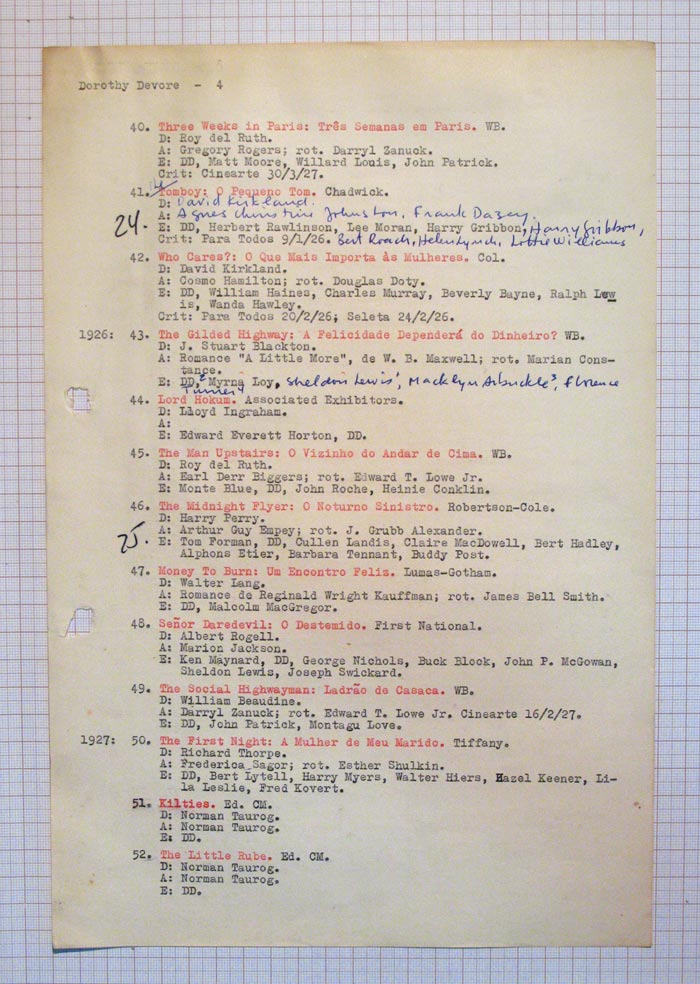 Dorothy Devore - 4
40. Three Weeks in Paris: Três Semanas em Paris. WB.
D: Roy del Ruth.
A: Gregory Rogers; rot. Darryl Zanuck.
E: DD, Matt Moore, Willard Louis, John Patrick.
Crit: Cinearte 30/3/27.
41. Tomboy: O Pequeno Tom. Chadwick.
D: David Kirkland.
24. A: Agnes Christine Johnston, Frank Dazey.
E: DD, Herbert Rawlinson, Lee Moran, Harry Gribbon, Harry Gribbon,
Crit: Para Todos 9/1/26. Bert Roach, Helen Lynch, Lottie Williams
42. Who Cares?: O Que Mais Importa às Mulheres. Col.
D: David Kirkland.
A: Cosmo Hamilton; rot. Douglas Doty.
E: DD, William Haines, Charles Murray, Beverly Bayne, Ralph Lew
is, Wanda Hawley.
Crit: Para Todos 20/2/26; Seleta 24/2/26.
1926: 43. The Gilded Highway: A Felicidade Dependerá do Dinheiro? WB.
D: J. Stuart Blackton.
A: Romance "A Little More", de W. B. Maxwell; rot. Marian Cons-
tance.
E: DD,2 Myrna Loy,4 Sheldon Lewis,1 Macklyn Arbuckle,3 Florence
Turner
44. Lord Hokum. Associated Exhibitors.
D: Lloyd Ingraham.
A:
E: Edward Everett Horton, DD.
45. The Man Upstairs: O Vizinho do Andar de Cima. WB.
D: Roy del Ruth.
A: Earl Derr Biggers; rot. Edward T. Lowe Jr.
E: Monte Blue, DD, John Roche, Heinie Conklin.
46. The Midnight Flyer: O Noturno Sinistro. Robertson-Cole.
D: Harry Perry.
A: Arthur Guy Empey; rot. J. Grubb Alexander.
25. E: Tom Forman, DD, Cullen Landis, Claire MacDowell, Bert Hadley,
Alphons Etier, Barbara Tennant, Buddy Post.
47. Money To Burn: Um Encontro Feliz. Lumas-Gotham.
D: Walter Lang.
A: Romance de Reginald Wright Kauffman; rot. James Bell Smith.
E: DD, Malcolm MacGregor.
48. Señor Daredevil: O Destemido. First National.
D: Albert Rogell.
A: Marion Jackson.
E: Ken Maynard, DD, George Nichols, Buck Block, John P. McGowan,
Sheldon Lewis, Joseph Swickard.
49. The Social Highwayman: Ladrão de Casaca. WB.
D: William Beaudine.
A: Darryl Zanuck; rot. Edward T. Lowe Jr. Cinearte 16/2/27.
E: DD, John Patrick, Montagu Love.
1927: 50. The First Night: A Mulher de Meu Marido. Tiffany.
D: Richard Thorpe.
A: Frederica Sagor; rot. Esther Shulkin.
E: DD, Bert Lytell, Harry Myers, Walter Hiers, Hazel Keener, Li-
la Leslie, Fred Kovert.
51. Kilties. Ed. CM.
D: Norman Taurog.
A: Norman Taurog.
E: DD.
52. The Little Rube. Ed. CM.
D: Norman Taurog.
A: Norman Taurog.
E: DD.